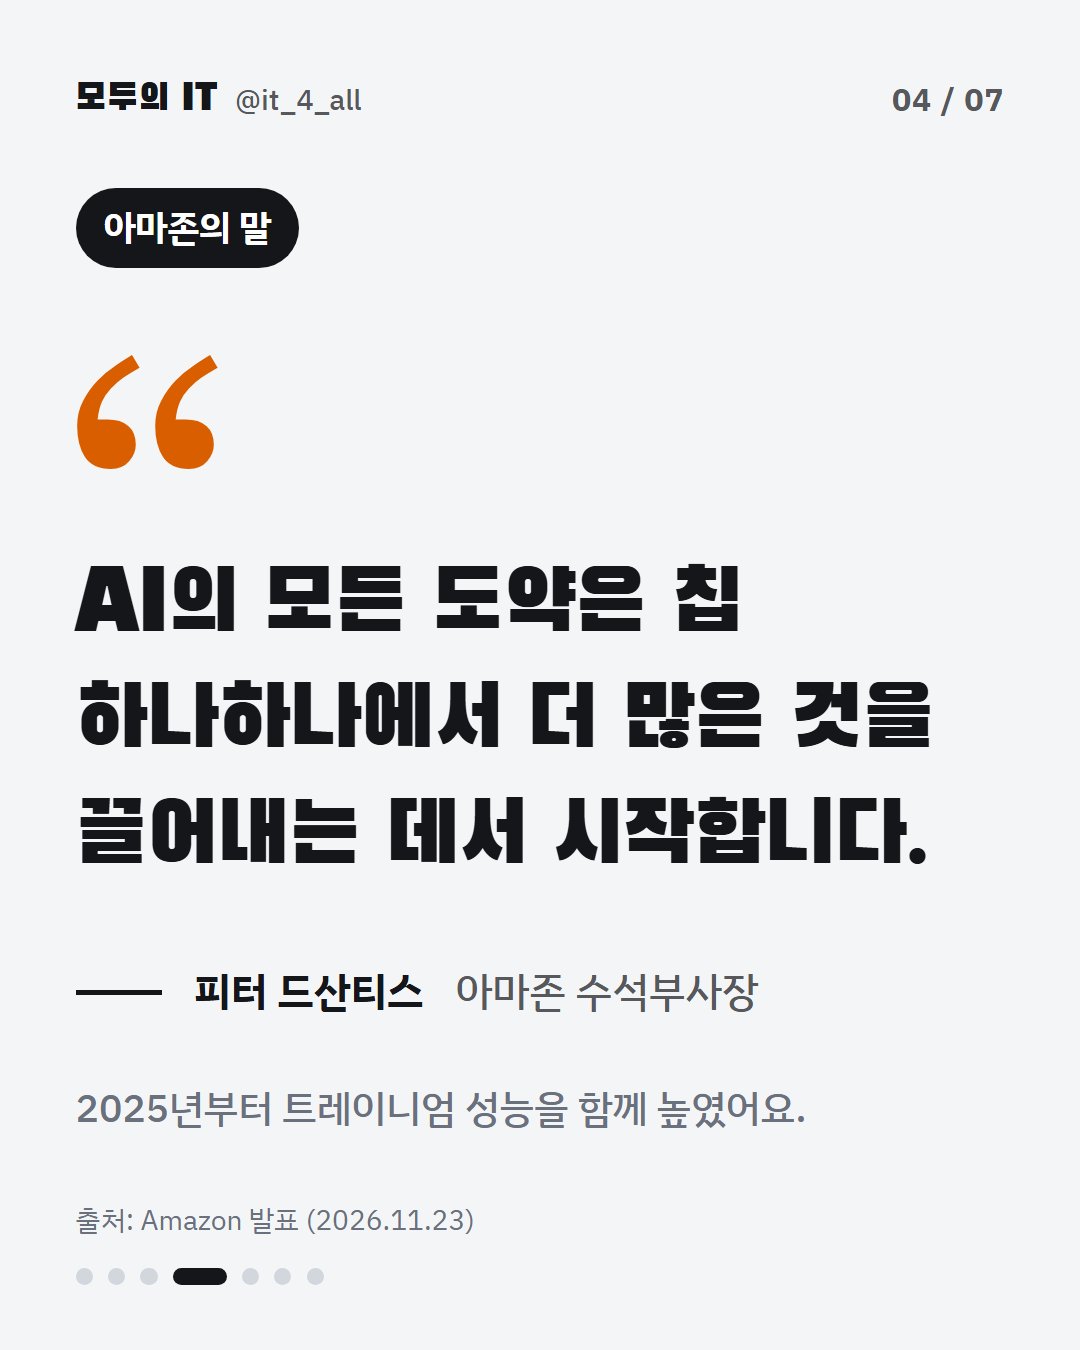 모두의 IT @it_4_all
04 / 07
아마존의 말
“
AI의 모든 도약은 칩
하나하나에서 더 많은 것을
끌어내는 데서 시작합니다.
피터 드산티스 아마존 수석부사장
2025년부터 트레이니엄 성능을 함께 높였어요.
출처: Amazon 발표 (2026.11.23)